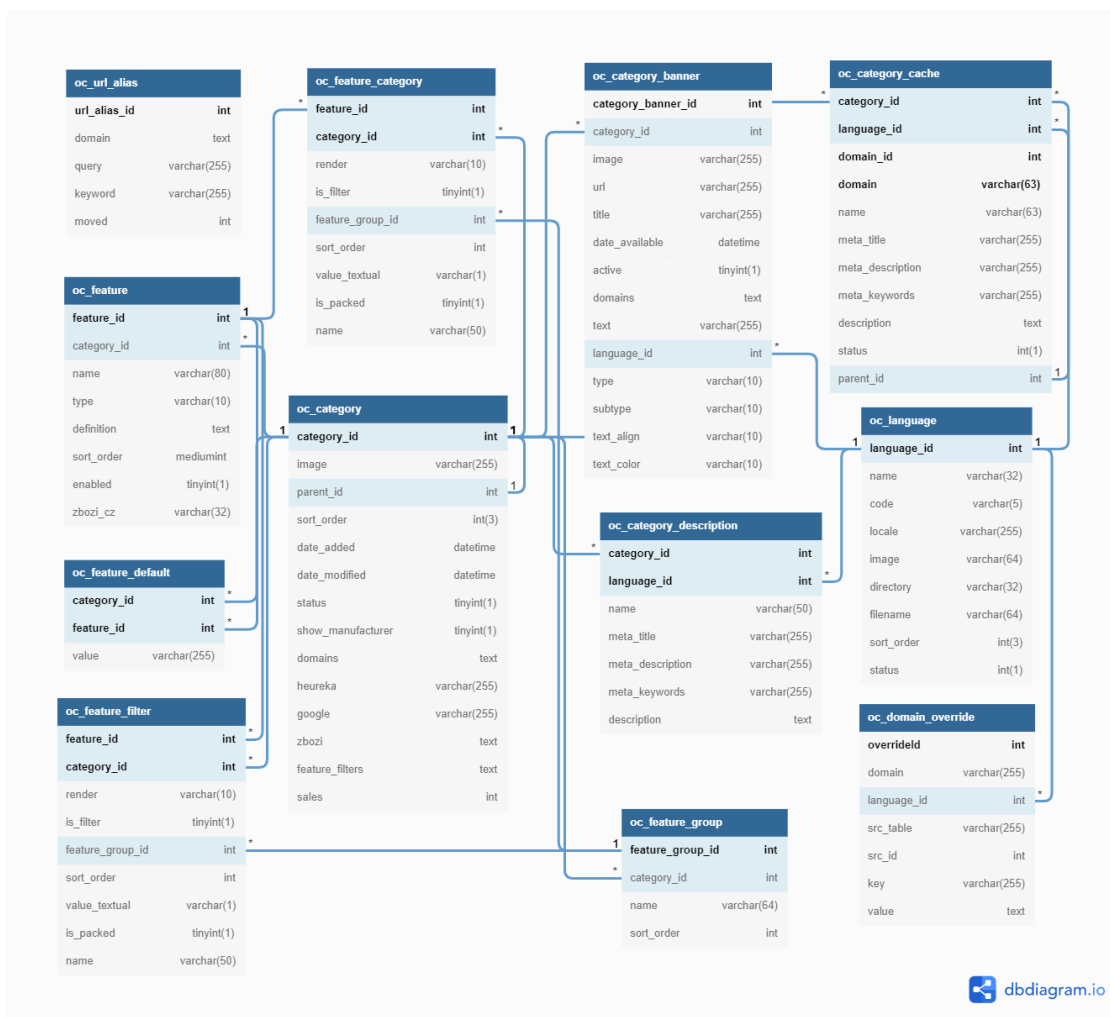 oc_url_alias
url_alias_id int
domain text
query varchar(255)
keyword varchar(255)
moved int
oc_feature_category
* feature_id int
category_id int *
render varchar(10)
is_filter tinyint(1)
feature_group_id int *
sort_order int
value_textual varchar(1)
is_packed tinyint(1)
name varchar(50)
oc_category_banner
category_banner_id int
* category_id int
image varchar(255)
url varchar(255)
title varchar(255)
date_available datetime
active tinyint(1)
domains text
text varchar(255)
language_id int *
type varchar(10)
subtype varchar(10)
text_align varchar(10)
text_color varchar(10)
oc_category_cache
* category_id int *
language_id int *
domain_id int
domain varchar(63)
name varchar(63)
meta_title varchar(255)
meta_description varchar(255)
meta_keywords varchar(255)
description text
status int(1)
parent_id int 1
oc_feature
feature_id int 1
category_id int *
name varchar(80)
type varchar(10)
definition text
sort_order mediumint
enabled tinyint(1)
zbozi_cz varchar(32)
oc_category
1 category_id int 1
image varchar(255)
parent_id int 1
sort_order int(3)
date_added datetime
date_modified datetime
status tinyint(1)
show_manufacturer tinyint(1)
domains text
heureka varchar(255)
google varchar(255)
zbozi text
feature_filters text
sales int
oc_language
1 language_id int 1
name varchar(32)
code varchar(5)
locale varchar(255)
image varchar(64)
directory varchar(32)
filename varchar(64)
sort_order int(3)
status int(1)
oc_category_description
* category_id int
language_id int *
name varchar(50)
meta_title varchar(255)
meta_description varchar(255)
meta_keywords varchar(255)
description text
oc_feature_default
category_id int *
feature_id int *
value varchar(255)
oc_feature_filter
feature_id int *
category_id int *
render varchar(10)
is_filter tinyint(1)
feature_group_id int *
sort_order int
value_textual varchar(1)
is_packed tinyint(1)
name varchar(50)
oc_feature_group
1 feature_group_id int
* category_id int
name varchar(64)
sort_order int
oc_domain_override
overrideId int
domain varchar(255)
language_id int *
src_table varchar(255)
src_id int
key varchar(255)
value text
dbdiagram.io